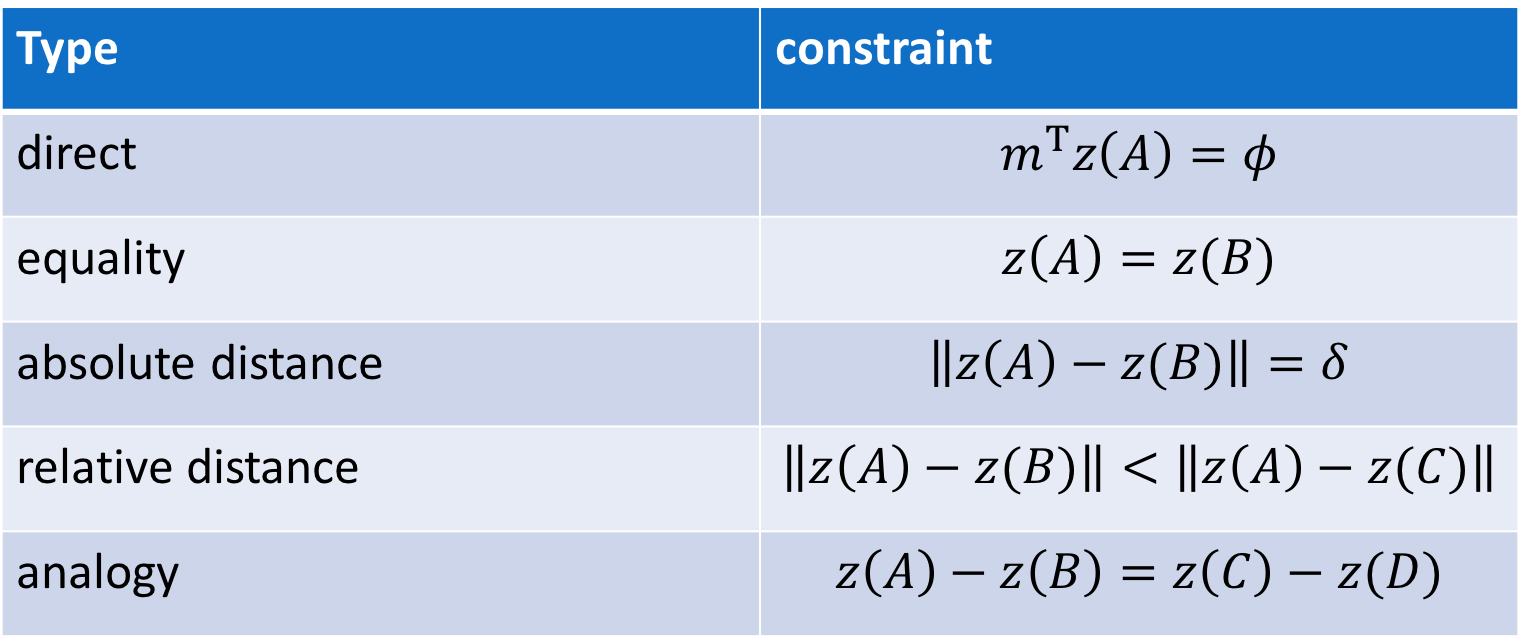 Type constraint
direct mᵀz(A) = ϕ
equality z(A) = z(B)
absolute distance ‖z(A) − z(B)‖ = δ
relative distance ‖z(A) − z(B)‖ < ‖z(A) − z(C)‖
analogy z(A) − z(B) = z(C) − z(D)